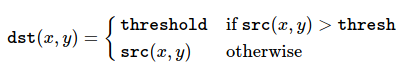 dst(x, y) = { threshold if src(x, y) > thresh
src(x, y) otherwise